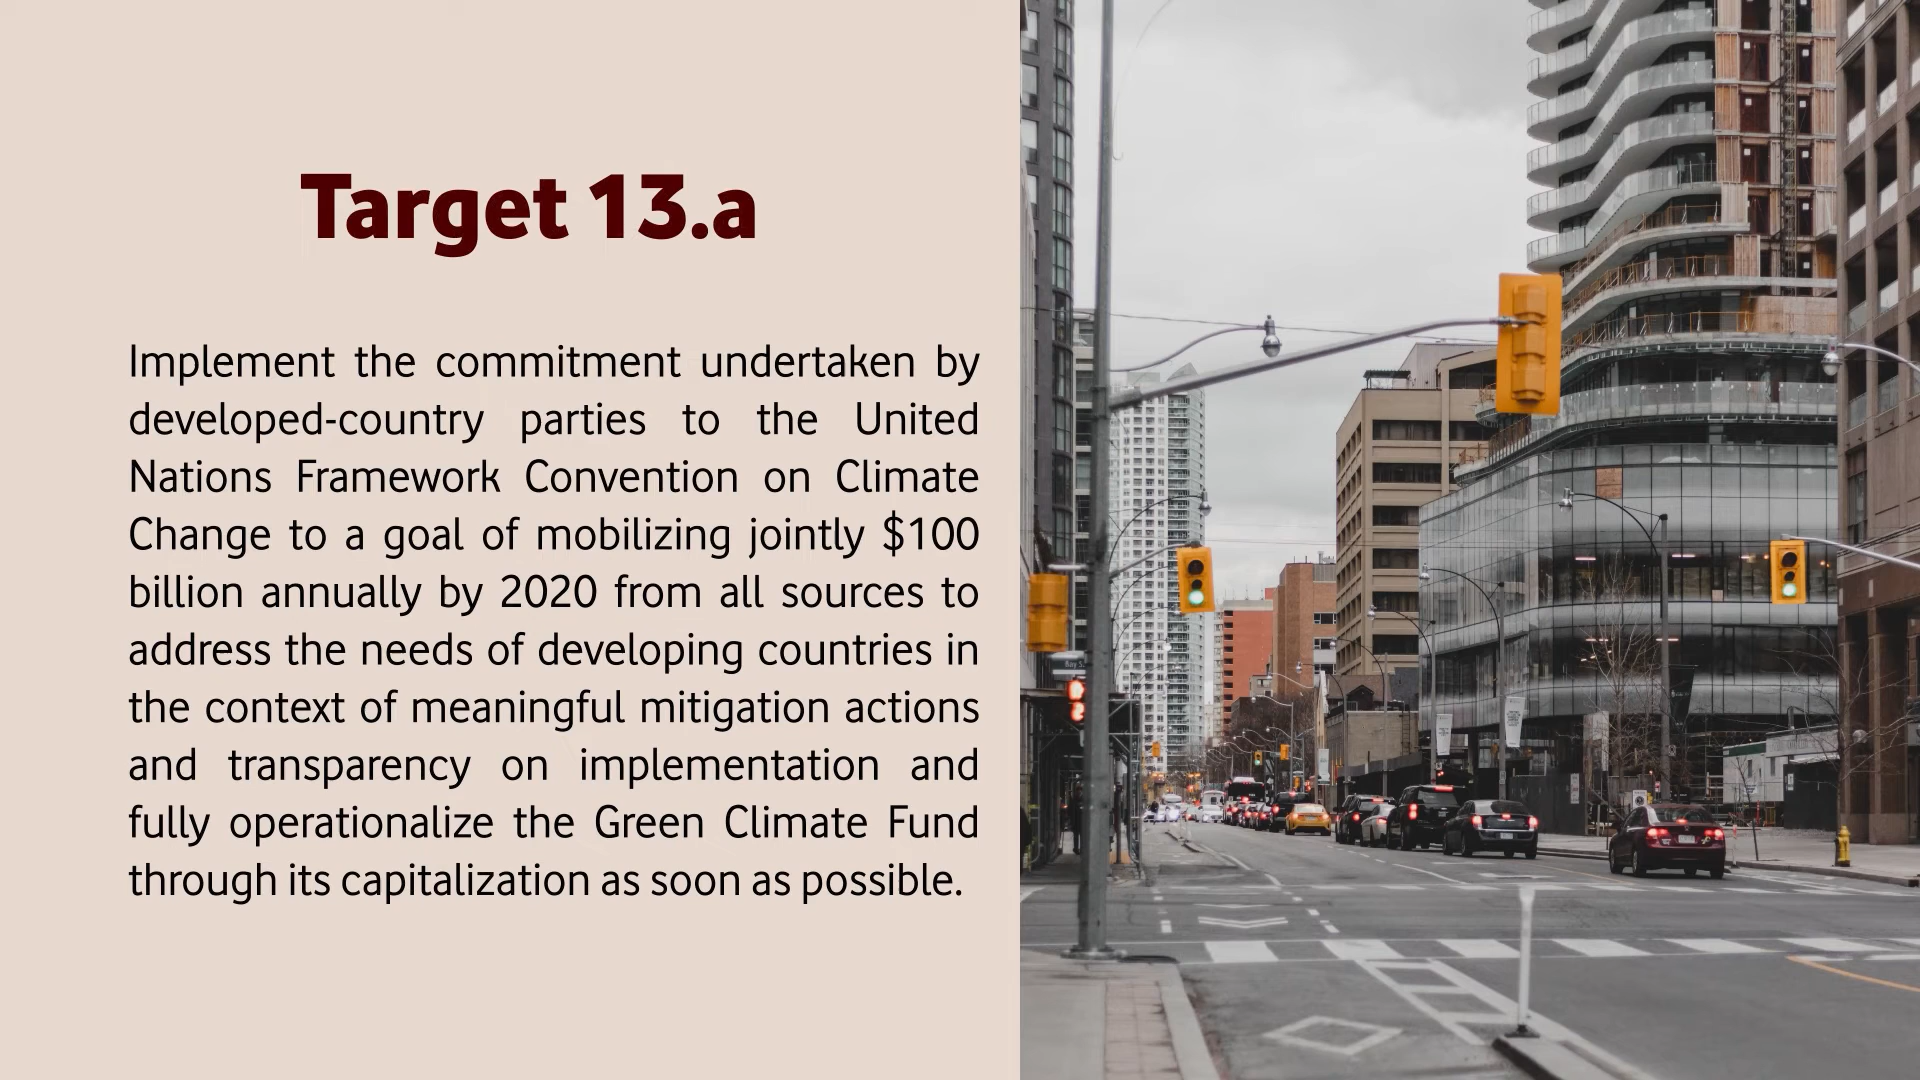 Target 13.a
Implement the commitment undertaken by
developed-country parties to the United
Nations Framework Convention on Climate
Change to a goal of mobilizing jointly $100
billion annually by 2020 from all sources to
address the needs of developing countries in
the context of meaningful mitigation actions
and transparency on implementation and
fully operationalize the Green Climate Fund
through its capitalization as soon as possible.